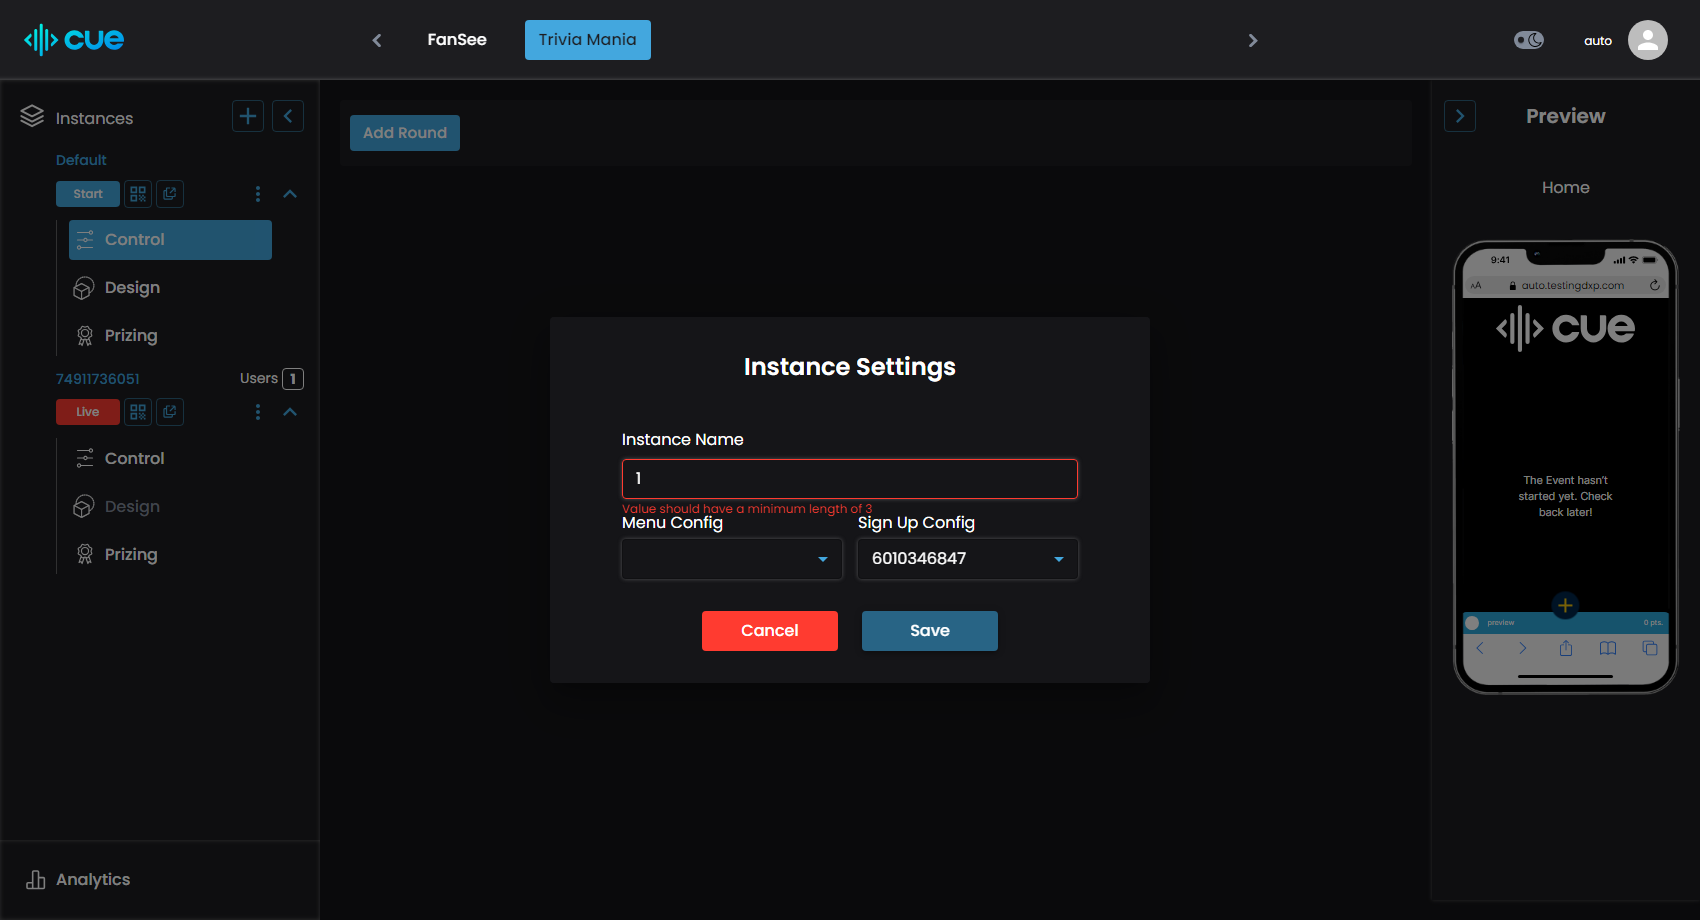 cue
FanSee
Trivia Mania
auto
Instances
Default
Start
Control
Design
Prizing
74911736051
Users 1
Live
Control
Design
Prizing
Analytics
Add Round
Instance Settings
Instance Name
1
Value should have a minimum length of 3
Menu Config
Sign Up Config
6010346847
Cancel
Save
Preview
Home
9:41
AA
auto.testingdxp.com
cue
The Event hasn't
started yet. Check
back later!
preview
0 pts.